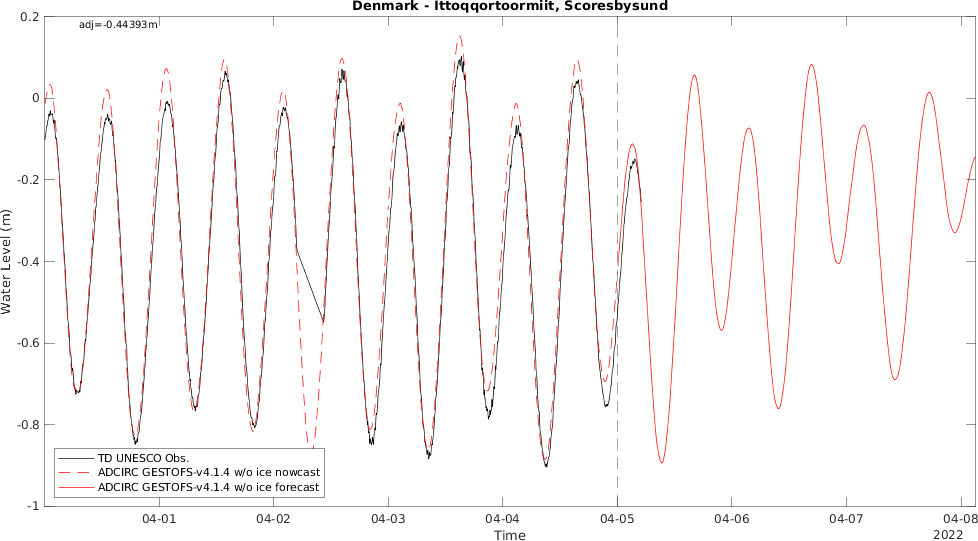 Denmark - Ittoqqortoormiit, Scoresbysund
adj=-0.44393m
0.2
0
-0.2
-0.4
-0.6
-0.8
-1
Water Level (m)
TD UNESCO Obs.
ADCIRC GESTOFS-v4.1.4 w/o ice nowcast
ADCIRC GESTOFS-v4.1.4 w/o ice forecast
04-01 04-02 04-03 04-04 04-05 04-06 04-07 04-08
Time
2022